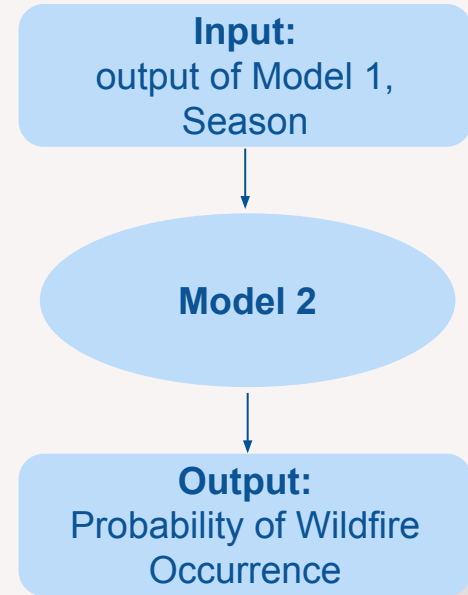 Input:
output of Model 1,
Season
Model 2
Output:
Probability of Wildfire
Occurrence